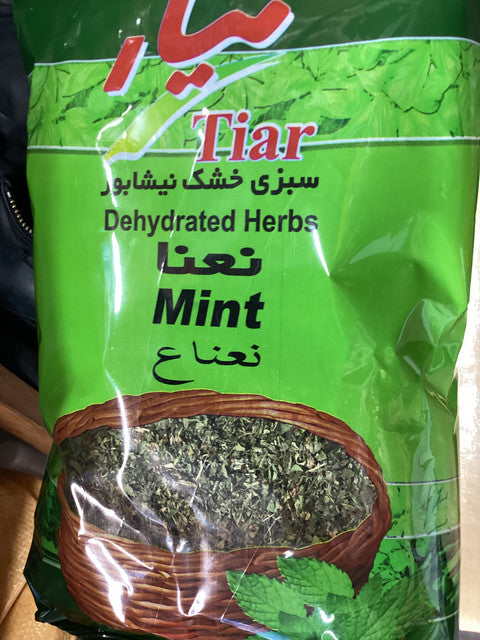 تیار
Tiar
سبزی خشک نیشابور
Dehydrated Herbs
نعنا
Mint
نعناع